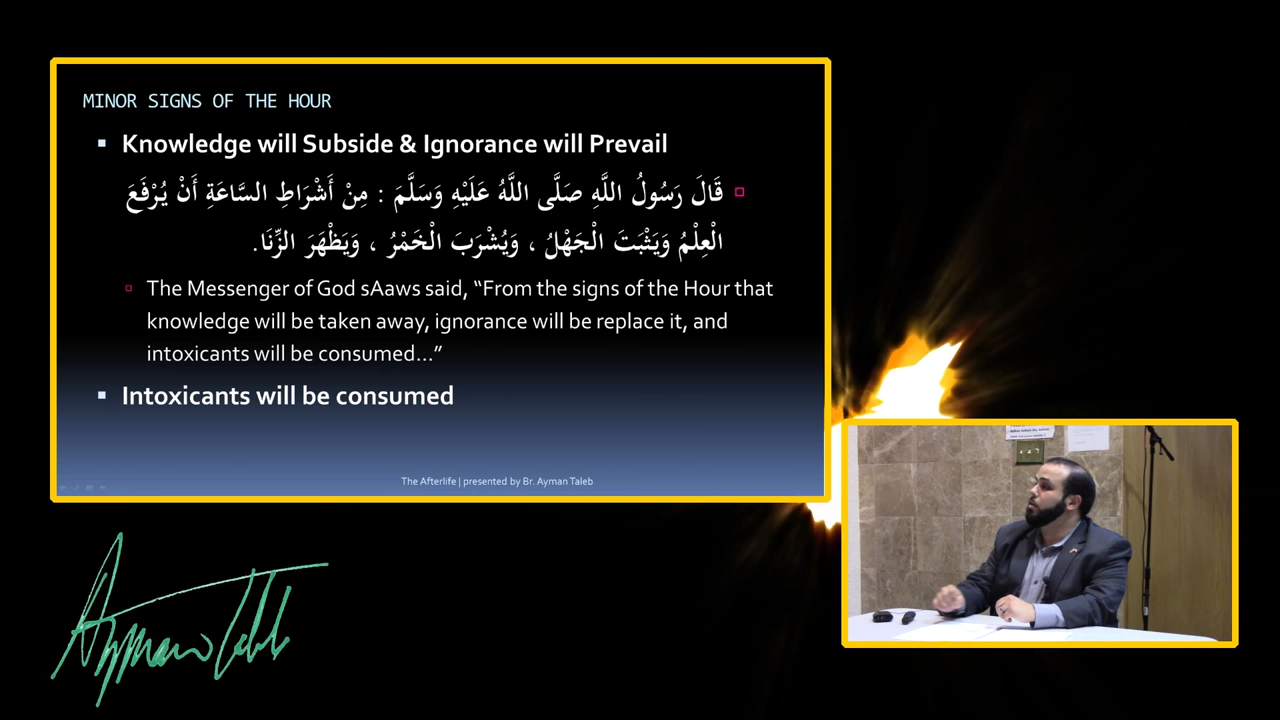 MINOR SIGNS OF THE HOUR
Knowledge will Subside & Ignorance will Prevail
قَالَ رَسُولُ اللَّهِ صَلَّى اللَّهُ عَلَيْهِ وَسَلَّمَ : مِنْ أَشْرَاطِ السَّاعَةِ أَنْ يُرْفَعَ
الْعِلْمُ وَيَثْبُتَ الْجَهْلُ ، وَيُشْرَبَ الْخَمْرُ ، وَيَظْهَرَ الزِّنَا.
The Messenger of God sAaws said, “From the signs of the Hour that
knowledge will be taken away, ignorance will be replace it, and
intoxicants will be consumed…”
Intoxicants will be consumed
The Afterlife | presented by Br. Ayman Taleb
Ayman Taleb